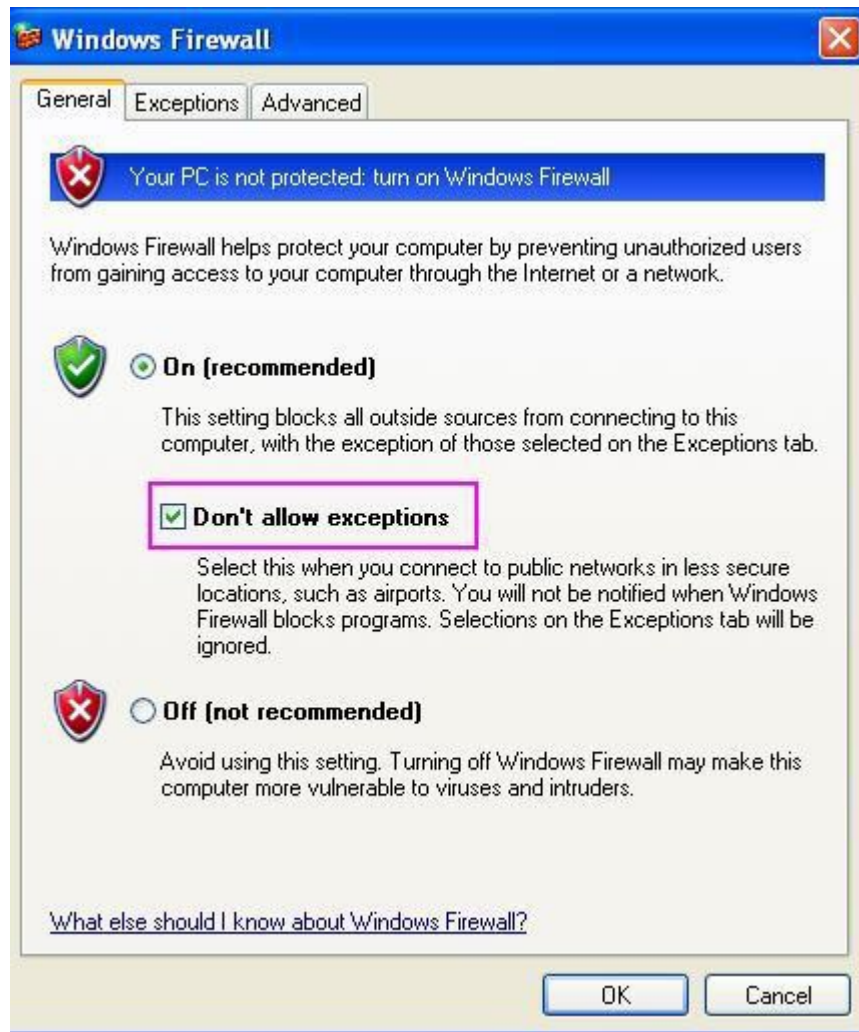 Windows Firewall
General Exceptions Advanced
Your PC is not protected: turn on Windows Firewall
Windows Firewall helps protect your computer by preventing unauthorized users
from gaining access to your computer through the Internet or a network.
On (recommended)
This setting blocks all outside sources from connecting to this
computer, with the exception of those selected on the Exceptions tab.
Don't allow exceptions
Select this when you connect to public networks in less secure
locations, such as airports. You will not be notified when Windows
Firewall blocks programs. Selections on the Exceptions tab will be
ignored.
Off (not recommended)
Avoid using this setting. Turning off Windows Firewall may make this
computer more vulnerable to viruses and intruders.
What else should I know about Windows Firewall?
OK Cancel